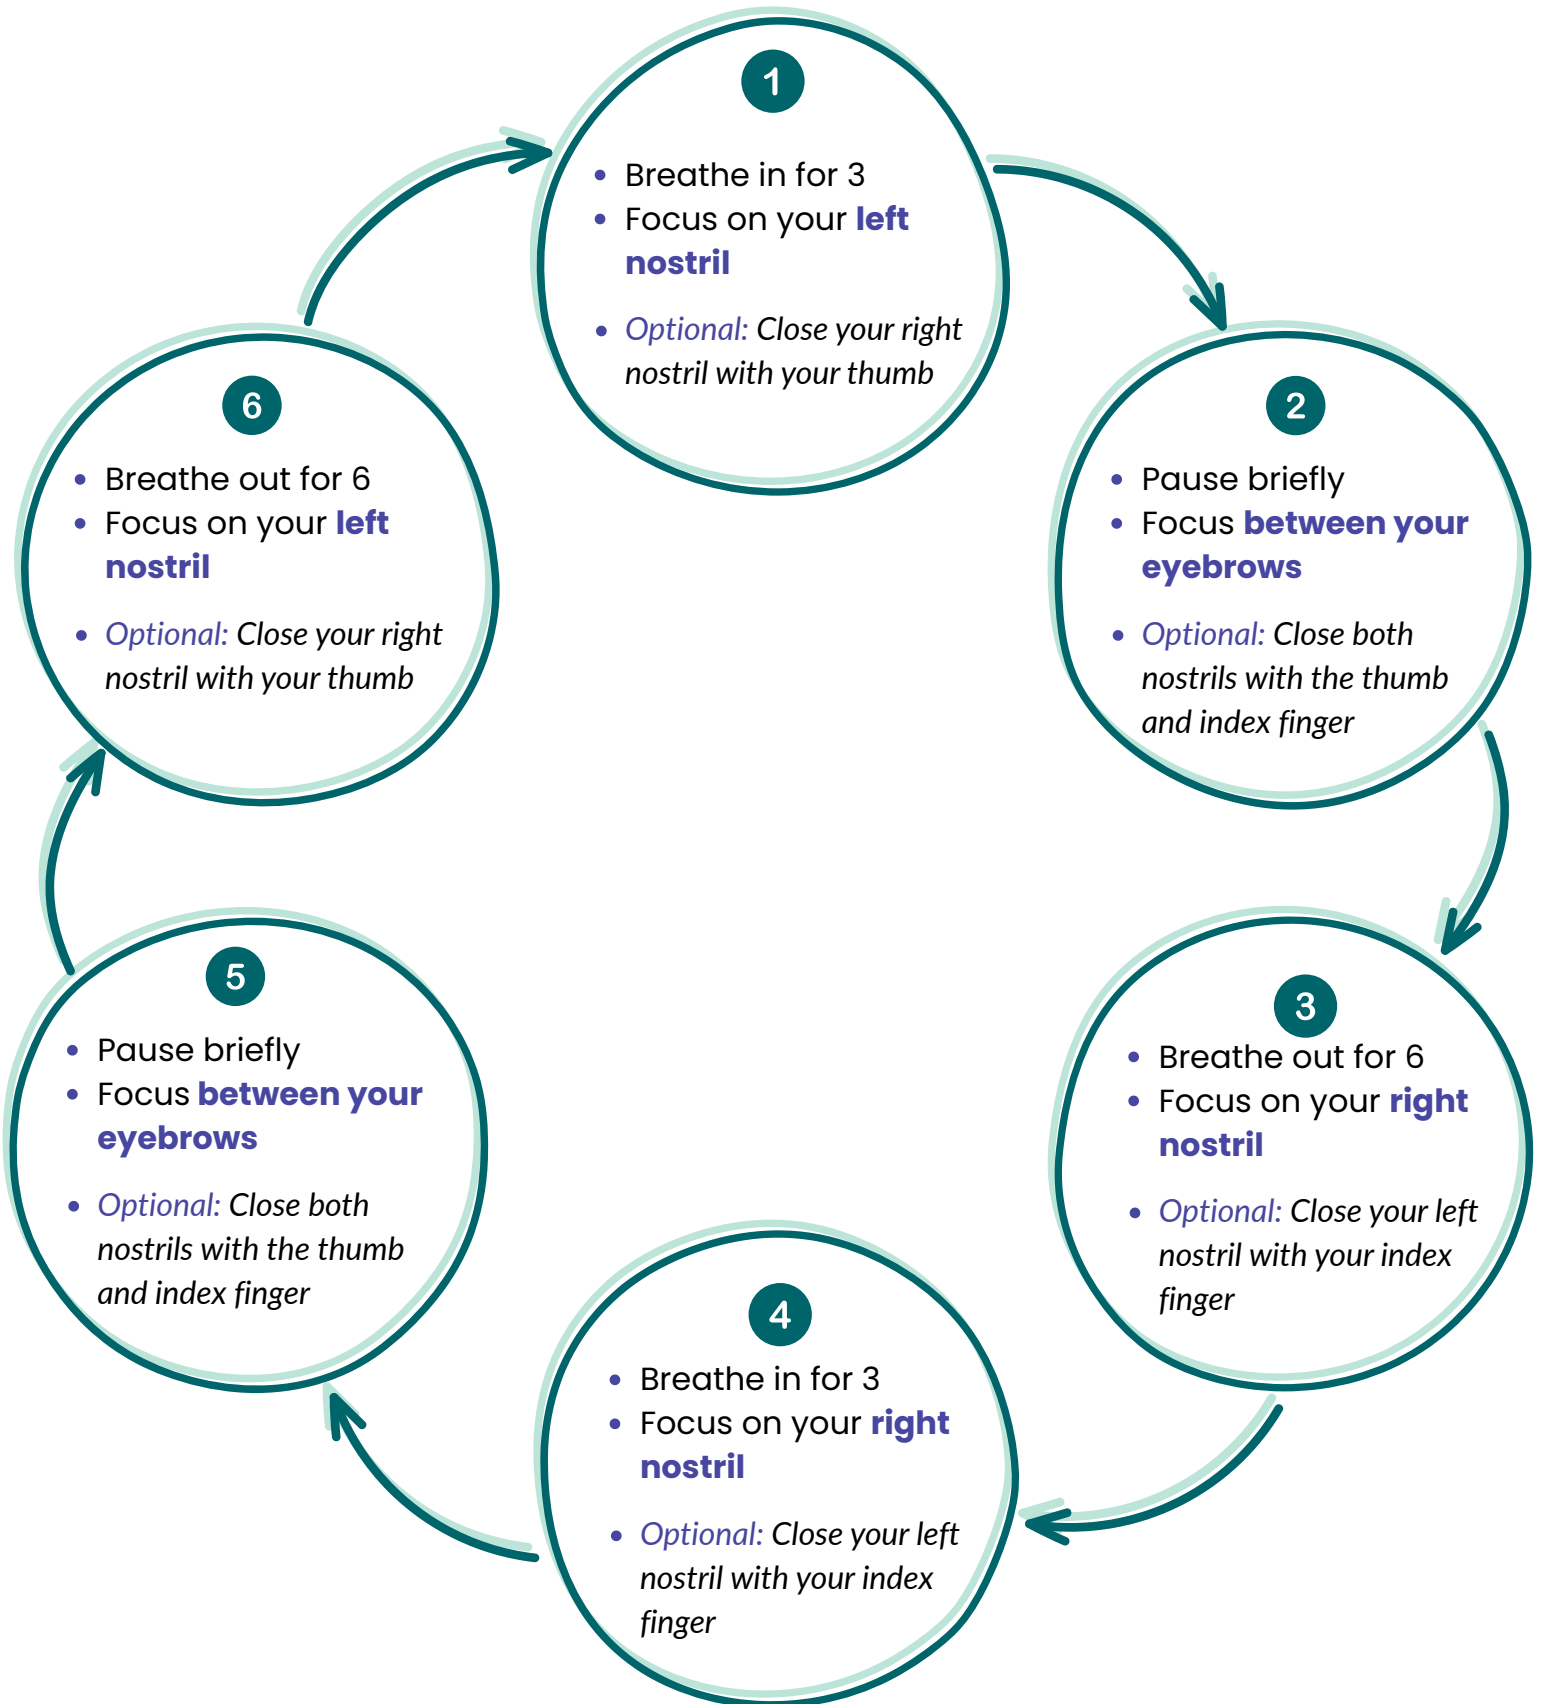 1
• Breathe in for 3
• Focus on your left
nostril
• Optional: Close your right
nostril with your thumb
2
• Pause briefly
• Focus between your
eyebrows
• Optional: Close both
nostrils with the thumb
and index finger
3
• Breathe out for 6
• Focus on your right
nostril
• Optional: Close your left
nostril with your index
finger
4
• Breathe in for 3
• Focus on your right
nostril
• Optional: Close your left
nostril with your index
finger
5
• Pause briefly
• Focus between your
eyebrows
• Optional: Close both
nostrils with the thumb
and index finger
6
• Breathe out for 6
• Focus on your left
nostril
• Optional: Close your right
nostril with your thumb